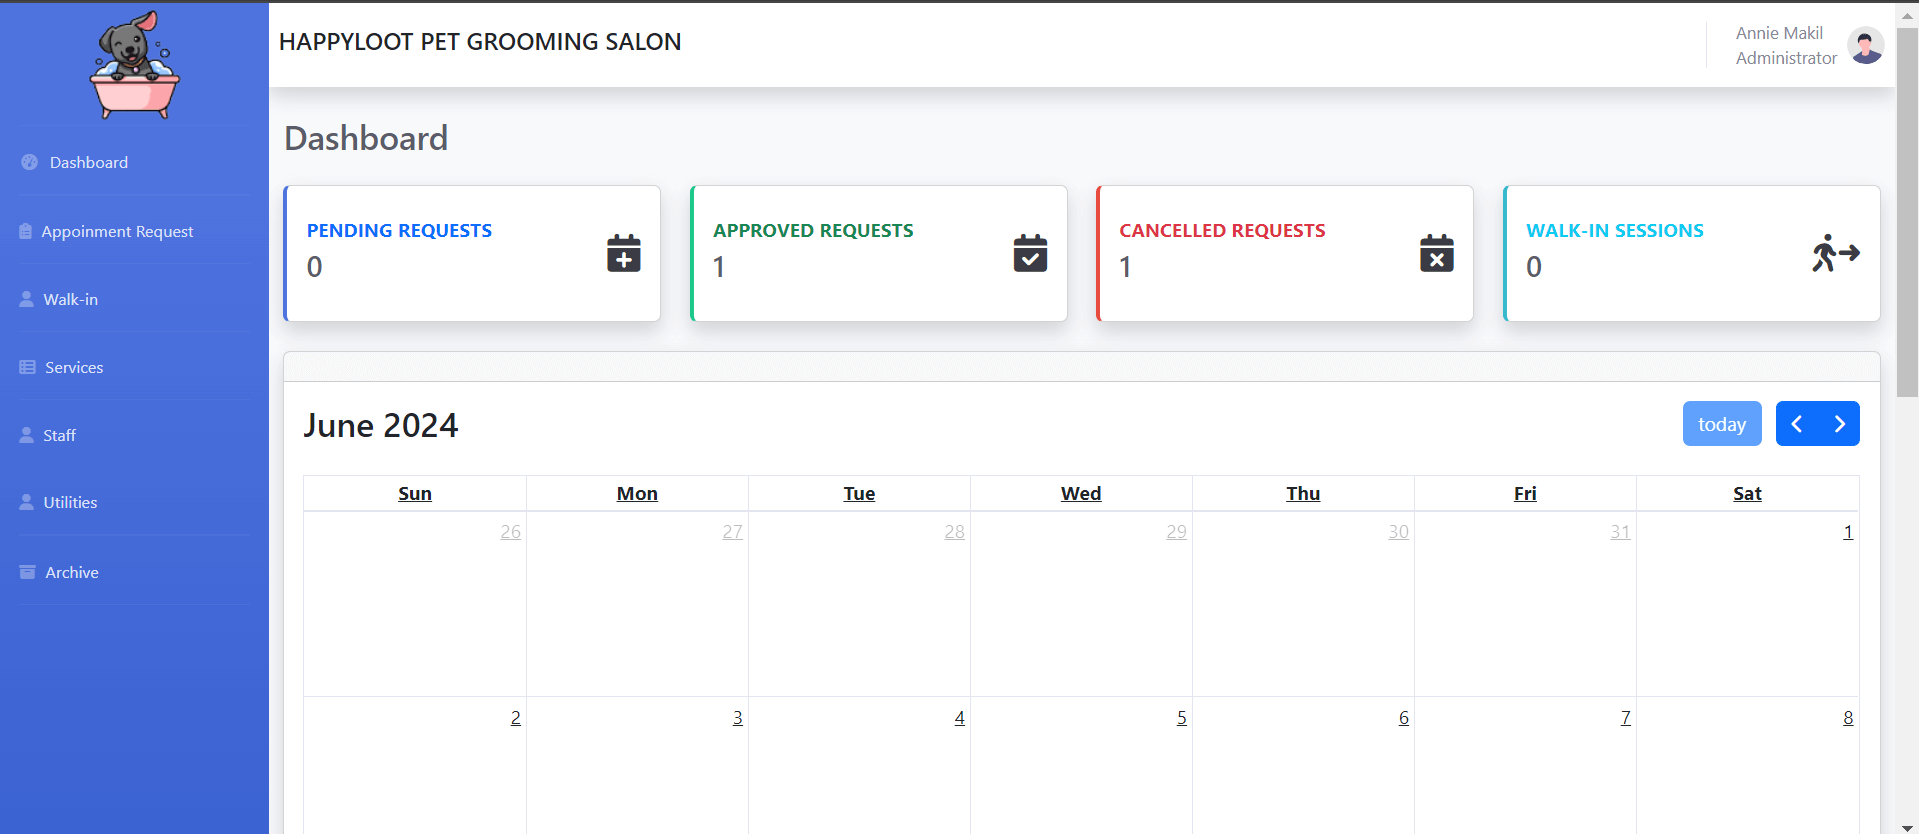 HAPPYLOOT PET GROOMING SALON
Annie Makil
Administrator
Dashboard
Appoinment Request
Walk-in
Services
Staff
Utilities
Archive
Dashboard
PENDING REQUESTS
0
APPROVED REQUESTS
1
CANCELLED REQUESTS
1
WALK-IN SESSIONS
0
June 2024
today
Sun Mon Tue Wed Thu Fri Sat
26 27 28 29 30 31 1
2 3 4 5 6 7 8